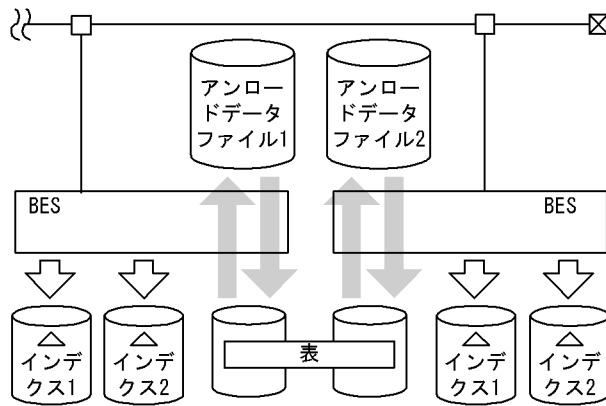 アンロー
ドデータ
ファイル1
アンロー
ドデータ
ファイル2
BES
BES
インデ
クス1
インデ
クス2
表
インデ
クス1
インデ
クス2